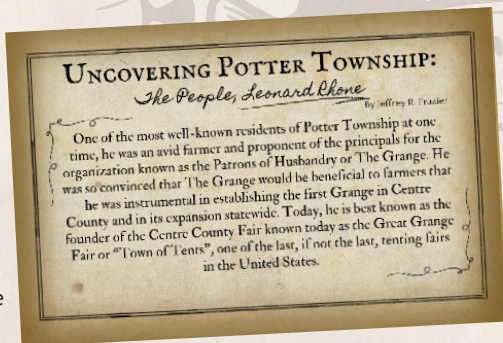 UNCOVERING POTTER TOWNSHIP:
The People, Leonard Rhone
By Jeffrey R. Frazier
One of the most well-known residents of Potter Township at one
time, he was an avid farmer and proponent of the principals for the
organization known as the Patrons of Husbandry or The Grange. He
was so convinced that The Grange would be beneficial to farmers that
he was instrumental in establishing the first Grange in Centre
County and in its expansion statewide. Today, he is best known as the
founder of the Centre County Fair known today as the Great Grange
Fair or "Town of Tents", one of the last, if not the last, tenting fairs
in the United States.
e